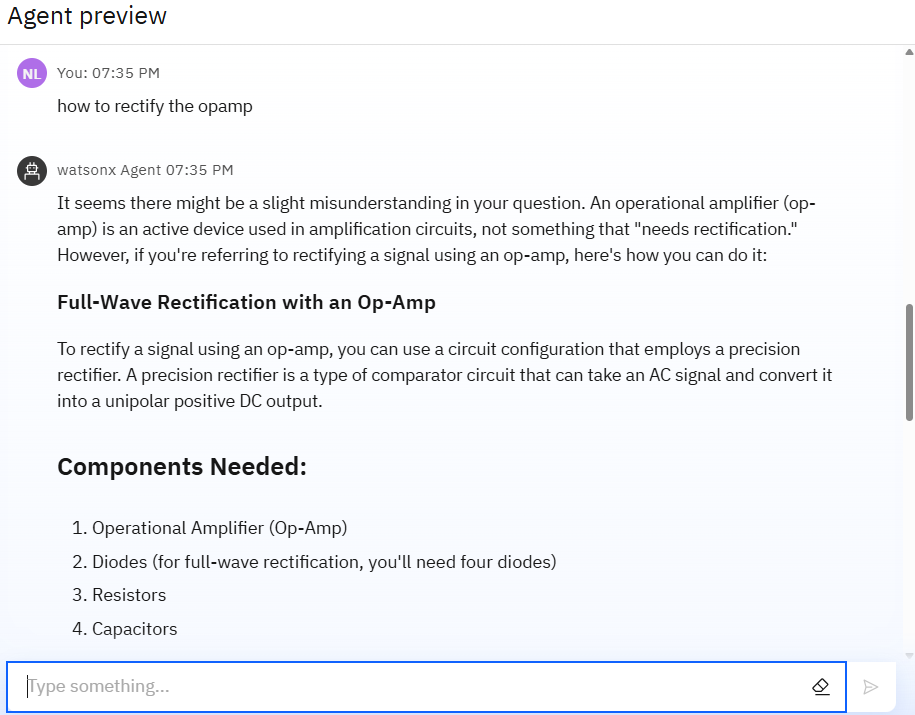 Agent preview
NL
You: 07:35 PM
how to rectify the opamp
watsonx Agent 07:35 PM
It seems there might be a slight misunderstanding in your question. An operational amplifier (op-
amp) is an active device used in amplification circuits, not something that "needs rectification."
However, if you're referring to rectifying a signal using an op-amp, here's how you can do it:
Full-Wave Rectification with an Op-Amp
To rectify a signal using an op-amp, you can use a circuit configuration that employs a precision
rectifier. A precision rectifier is a type of comparator circuit that can take an AC signal and convert it
into a unipolar positive DC output.
Components Needed:
1. Operational Amplifier (Op-Amp)
2. Diodes (for full-wave rectification, you'll need four diodes)
3. Resistors
4. Capacitors
Type something...